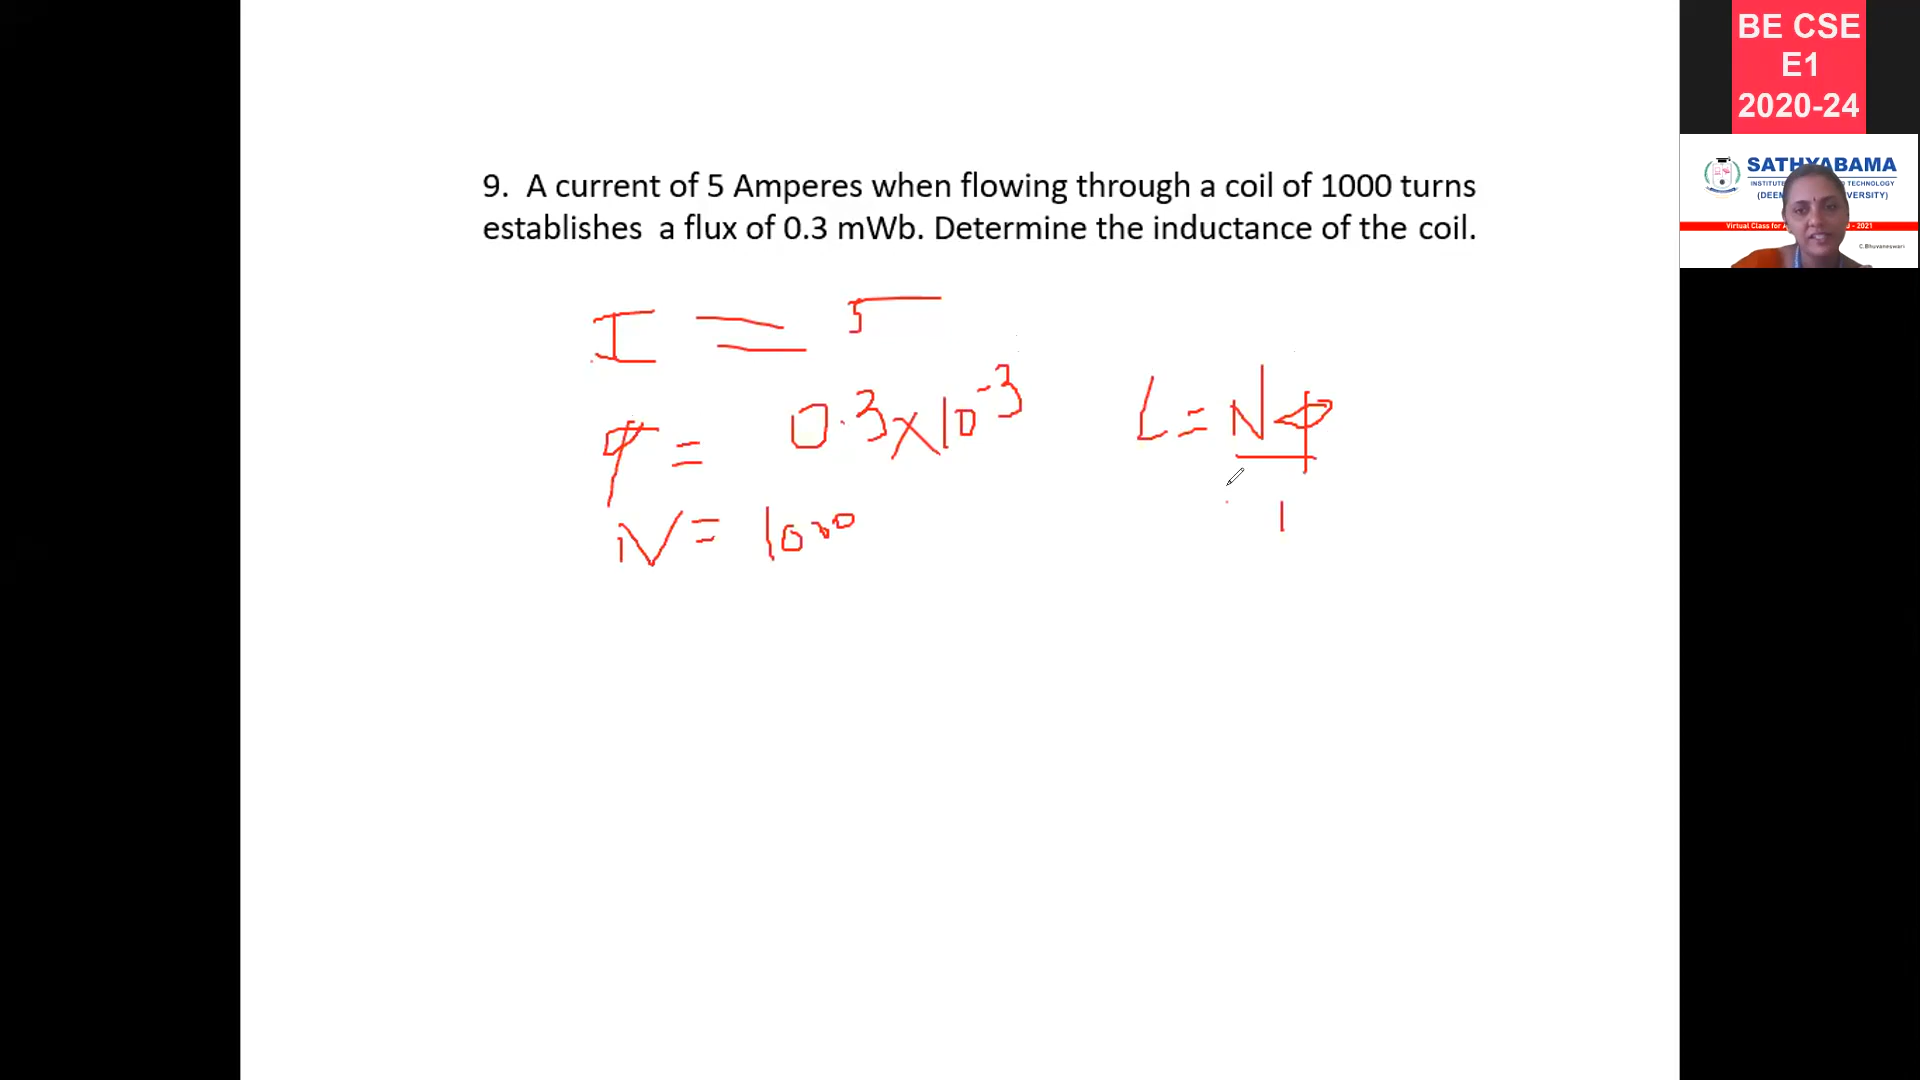 BE CSE
E1
2020-24
SATHYABAMA
9. A current of 5 Amperes when flowing through a coil of 1000 turns
establishes a flux of 0.3 mWb. Determine the inductance of the coil.
C.Bhuvaneswari
I = 5
φ = 0.3 x 10⁻³
L = Nφ
I
N = 1000